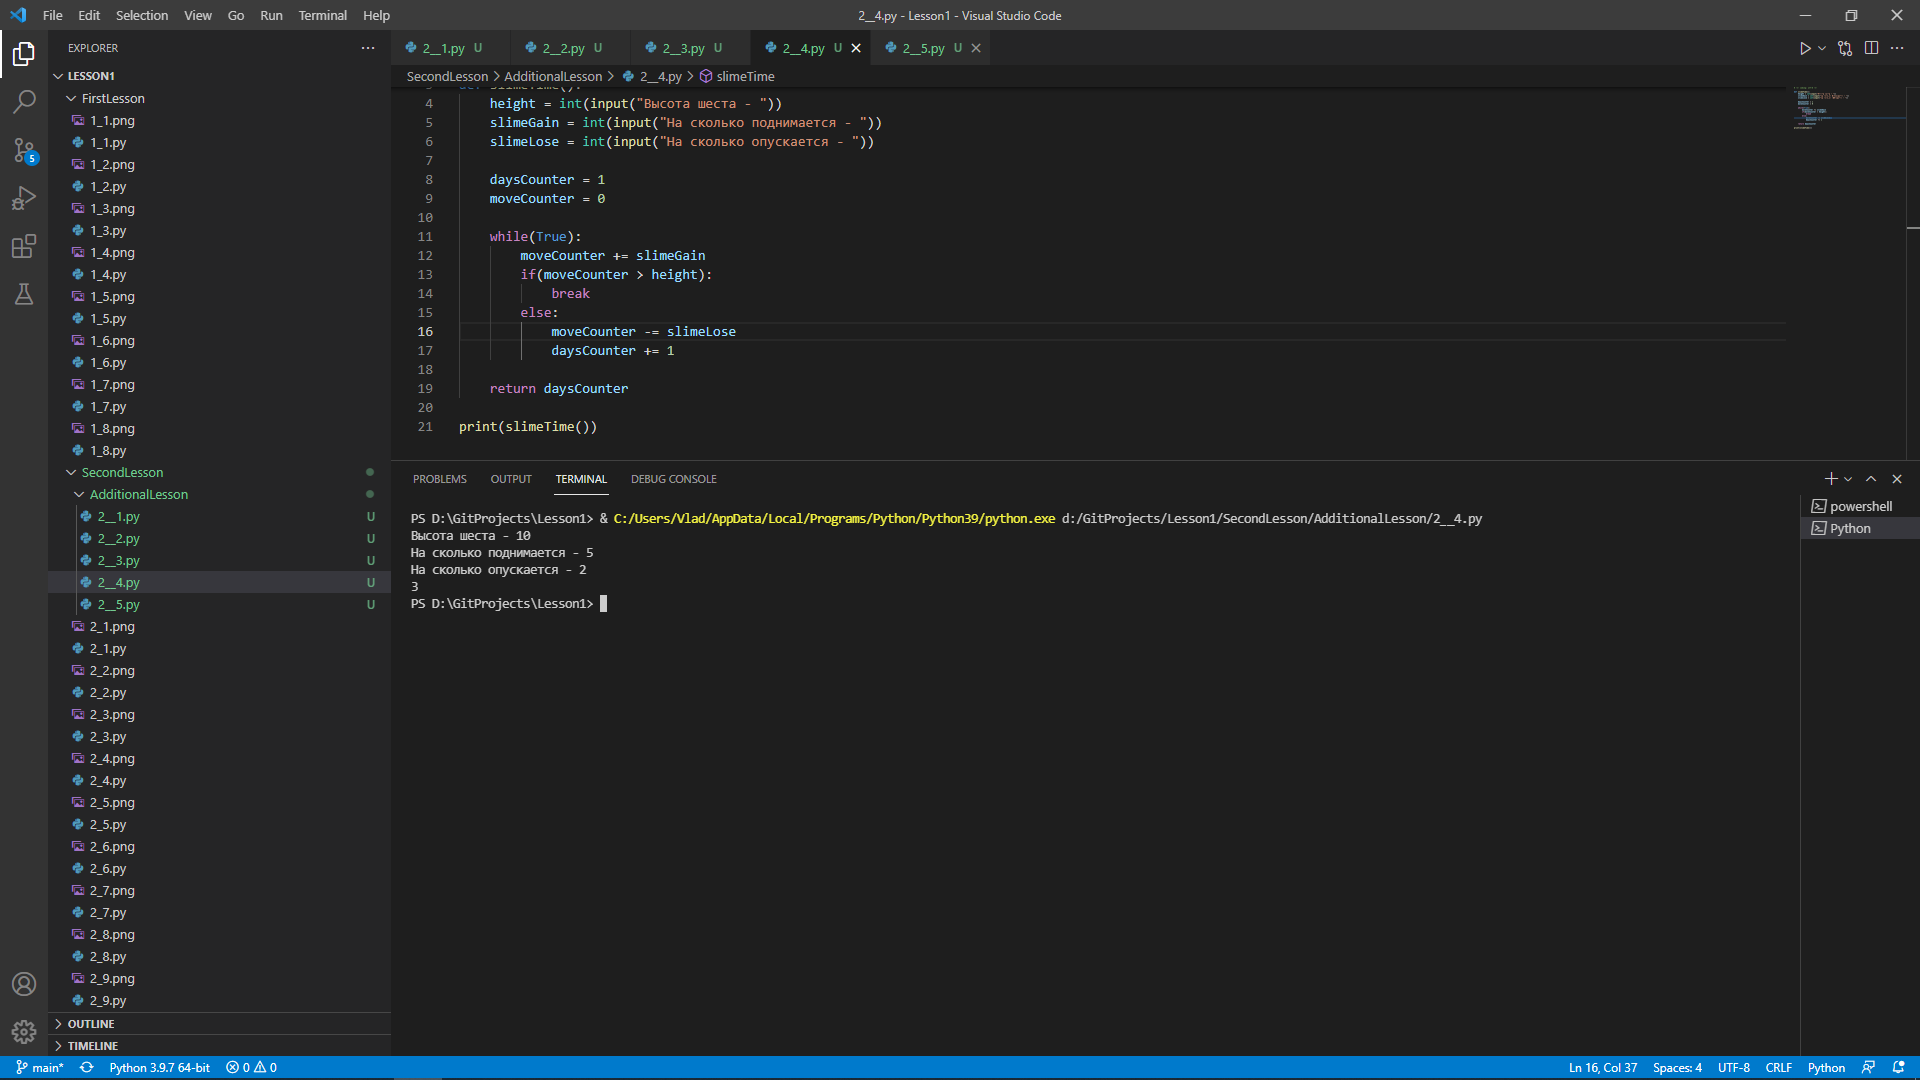 File Edit Selection View Go Run Terminal Help
2__4.py - Lesson1 - Visual Studio Code
EXPLORER
LESSON1
FirstLesson
1_1.png
1_1.py
1_2.png
1_2.py
1_3.png
1_3.py
1_4.png
1_4.py
1_5.png
1_5.py
1_6.png
1_6.py
1_7.png
1_7.py
1_8.png
1_8.py
SecondLesson
AdditionalLesson
2__1.py U
2__2.py U
2__3.py U
2__4.py U
2__5.py U
2_1.png
2_1.py
2_2.png
2_2.py
2_3.png
2_3.py
2_4.png
2_4.py
2_5.png
2_5.py
2_6.png
2_6.py
2_7.png
2_7.py
2_8.png
2_8.py
2_9.png
2_9.py
OUTLINE
TIMELINE
5
2__1.py U 2__2.py U 2__3.py U 2__4.py U 2__5.py U
SecondLesson > AdditionalLesson > 2__4.py > slimeTime
4 height = int(input("Высота шеста - "))
5 slimeGain = int(input("На сколько поднимается - "))
6 slimeLose = int(input("На сколько опускается - "))
7
8 daysCounter = 1
9 moveCounter = 0
10
11 while(True):
12 moveCounter += slimeGain
13 if(moveCounter > height):
14 break
15 else:
16 moveCounter -= slimeLose
17 daysCounter += 1
18
19 return daysCounter
20
21 print(slimeTime())
PROBLEMS OUTPUT TERMINAL DEBUG CONSOLE
PS D:\GitProjects\Lesson1> & C:/Users/Vlad/AppData/Local/Programs/Python/Python39/python.exe d:/GitProjects/Lesson1/SecondLesson/AdditionalLesson/2__4.py
Высота шеста - 10
На сколько поднимается - 5
На сколько опускается - 2
3
PS D:\GitProjects\Lesson1>
powershell
Python
main* Python 3.9.7 64-bit 0 0
Ln 16, Col 37 Spaces: 4 UTF-8 CRLF Python